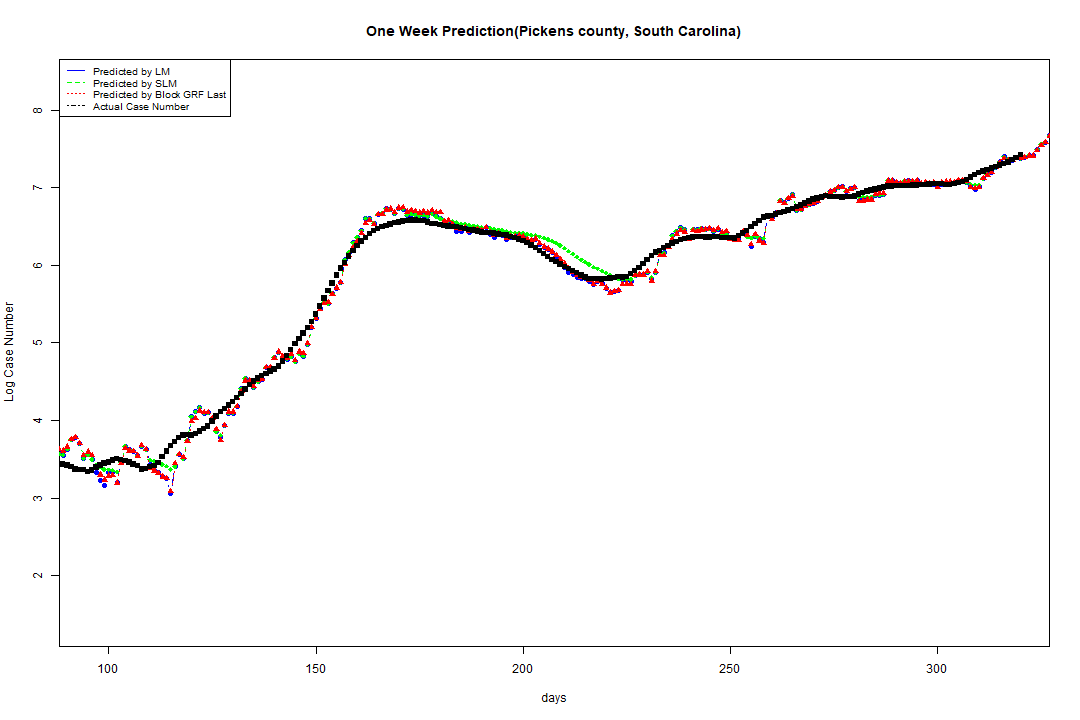 One Week Prediction(Pickens county, South Carolina)
Predicted by LM
Predicted by SLM
Predicted by Block GRF Last
Actual Case Number
8
7
6
5
4
3
2
Log Case Number
100 150 200 250 300
days